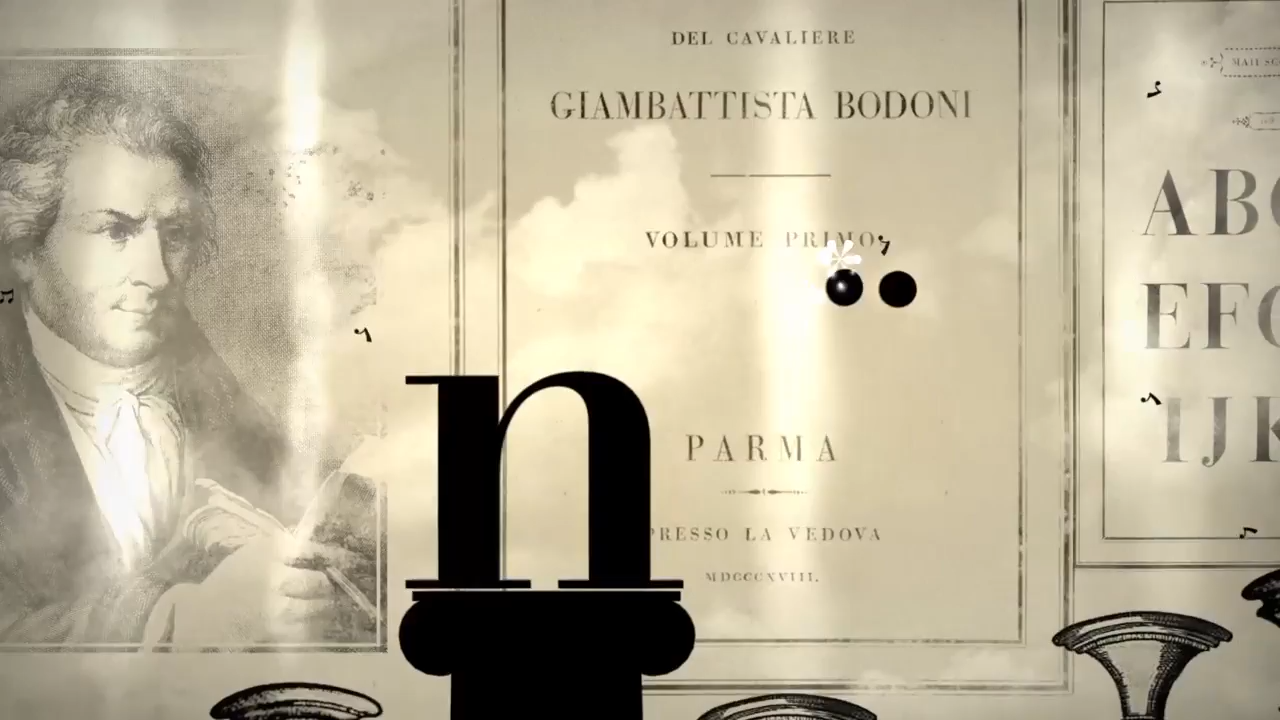 DEL CAVALIERE
GIAMBATTISTA BODONI
VOLUME PRIMO
PARMA
PRESSO LA VEDOVA
MDCCCXVIII.
n
ABC
EFG
IJK